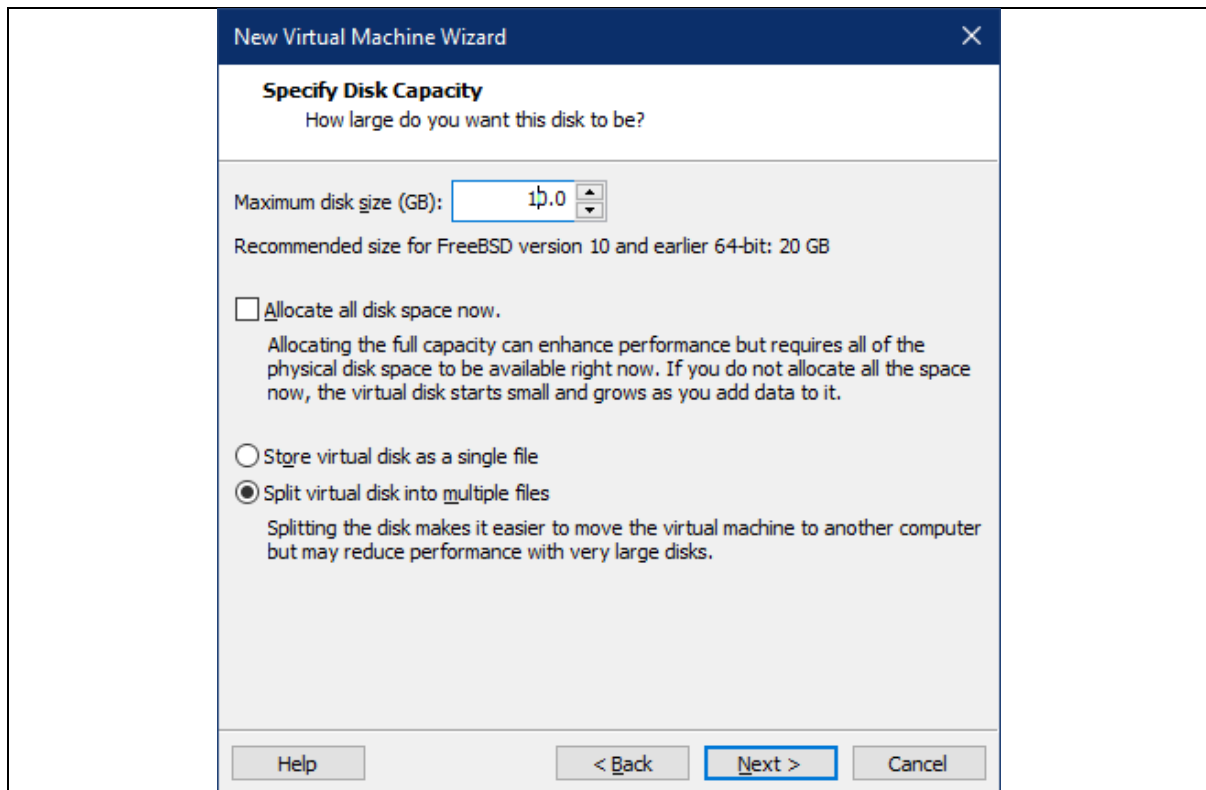 New Virtual Machine Wizard
Specify Disk Capacity
How large do you want this disk to be?
Maximum disk size (GB): 10.0
Recommended size for FreeBSD version 10 and earlier 64-bit: 20 GB
Allocate all disk space now.
Allocating the full capacity can enhance performance but requires all of the
physical disk space to be available right now. If you do not allocate all the space
now, the virtual disk starts small and grows as you add data to it.
Store virtual disk as a single file
Split virtual disk into multiple files
Splitting the disk makes it easier to move the virtual machine to another computer
but may reduce performance with very large disks.
Help < Back Next > Cancel